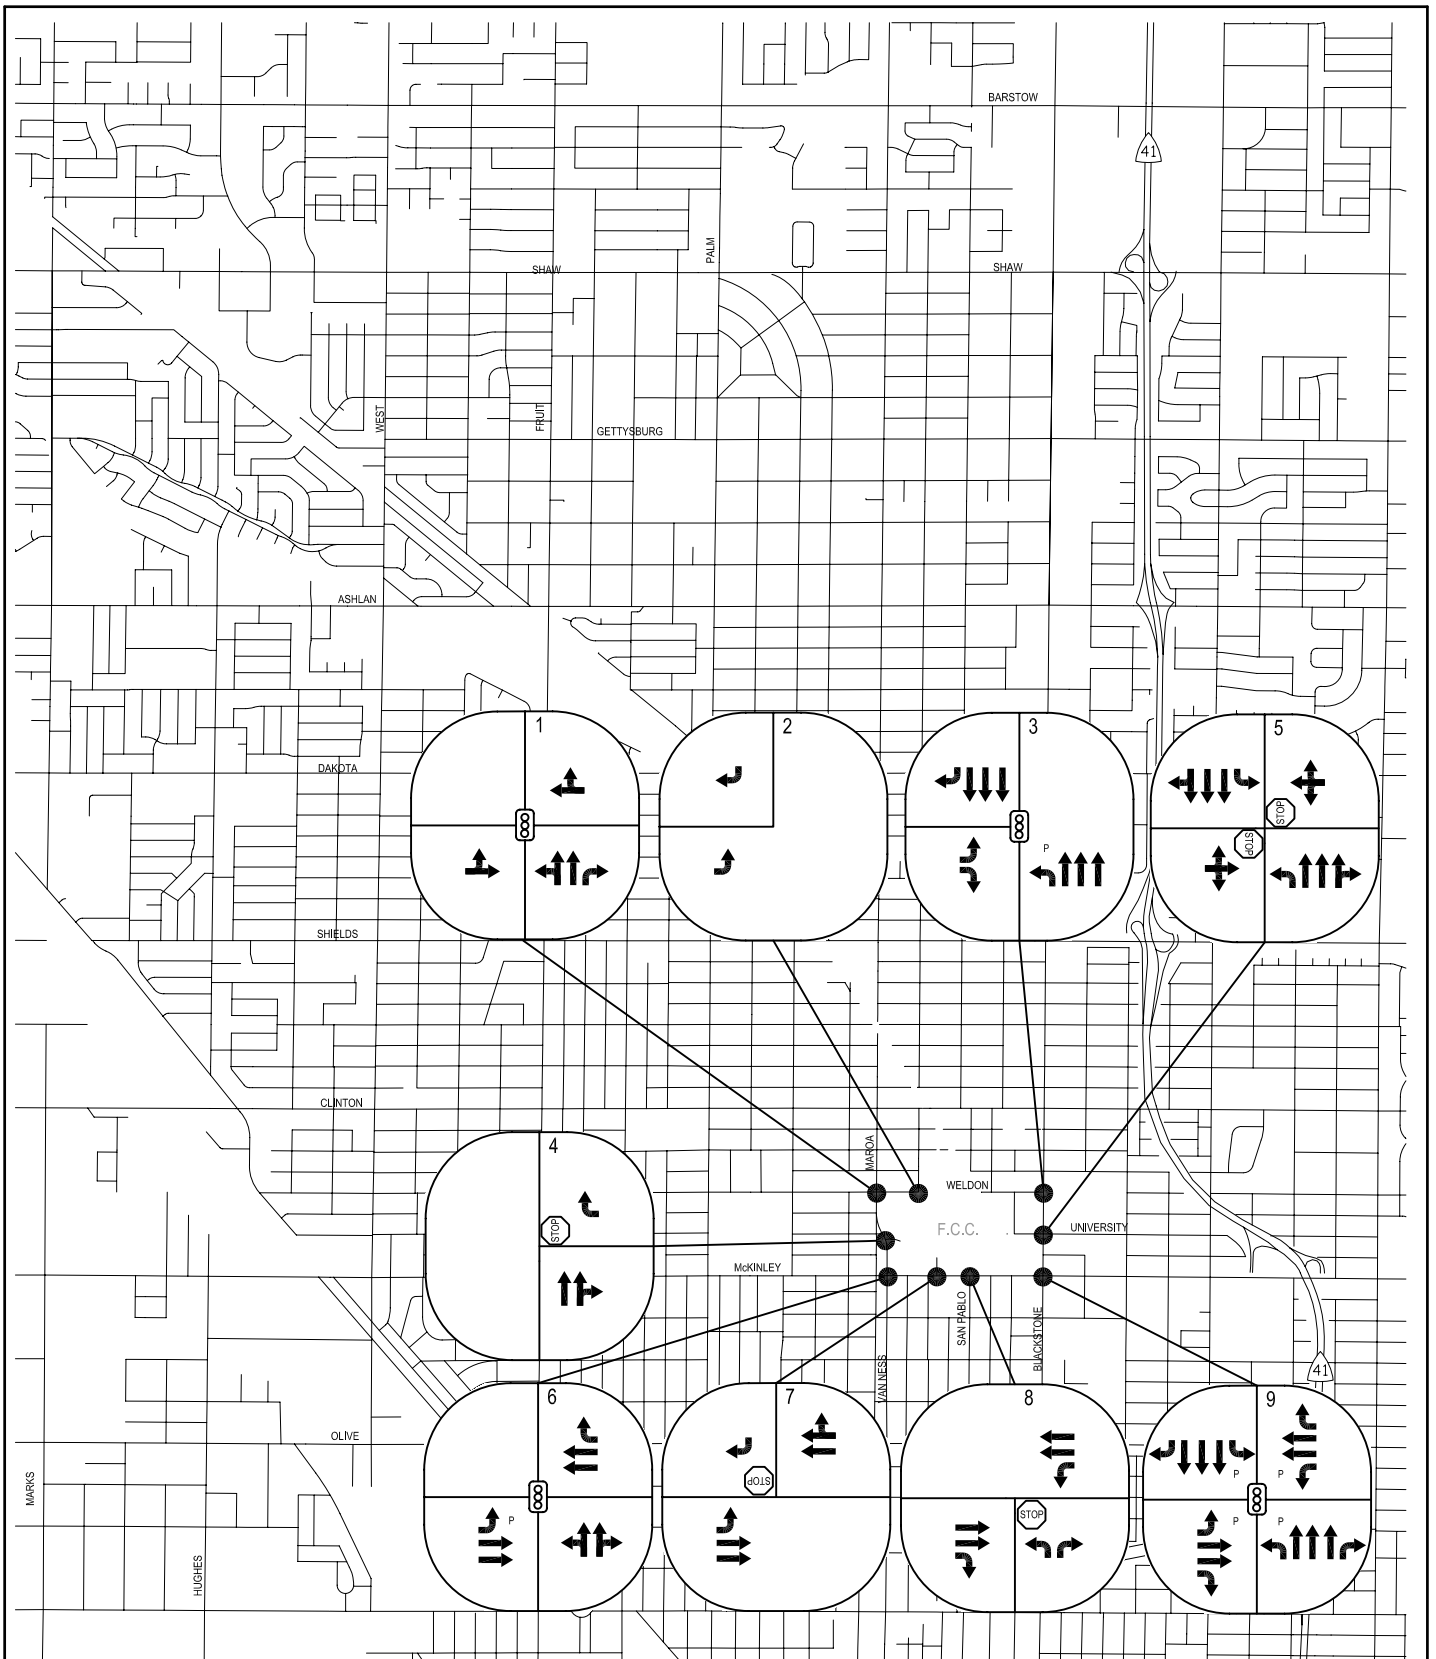 BARSTOW
41
PALM
SHAW
SHAW
WEST
FRUIT
GETTYSBURG
ASHLAN
1
2
3
5
DAKOTA
STOP
STOP
P
SHIELDS
CLINTON
4
MAROA
WELDON
STOP
F.C.C.
UNIVERSITY
McKINLEY
SAN PABLO
BLACKSTONE
VAN NESS
41
6
7
8
9
OLIVE
MARKS
STOP
P
P
P
STOP
P
P
HUGHES